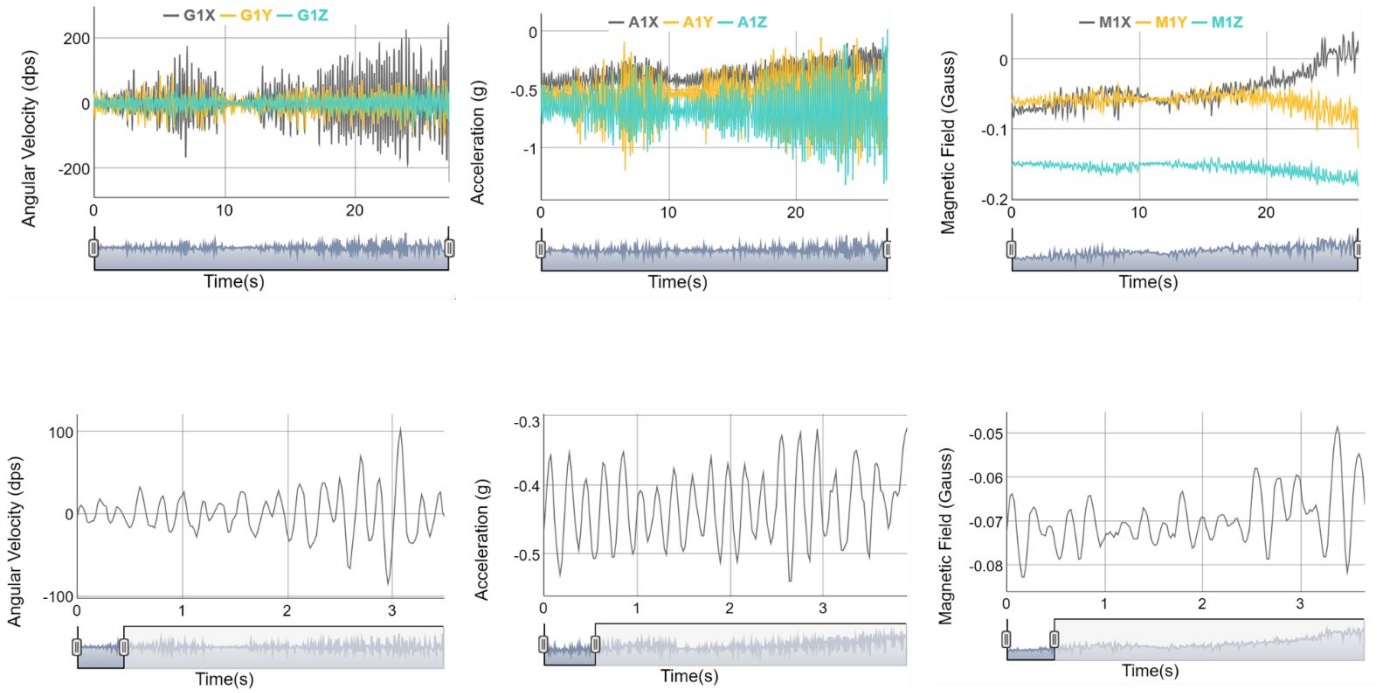 G1X G1Y G1Z
Angular Velocity (dps)
200
0
-200
0 10 20
Time(s)
A1X A1Y A1Z
Acceleration (g)
0
-0.5
-1
0 10 20
Time(s)
M1X M1Y M1Z
Magnetic Field (Gauss)
0
-0.1
-0.2
0 10 20
Time(s)
Angular Velocity (dps)
100
0
-100
0 1 2 3
Time(s)
Acceleration (g)
-0.3
-0.4
-0.5
0 1 2 3
Time(s)
Magnetic Field (Gauss)
-0.05
-0.06
-0.07
-0.08
0 1 2 3
Time(s)